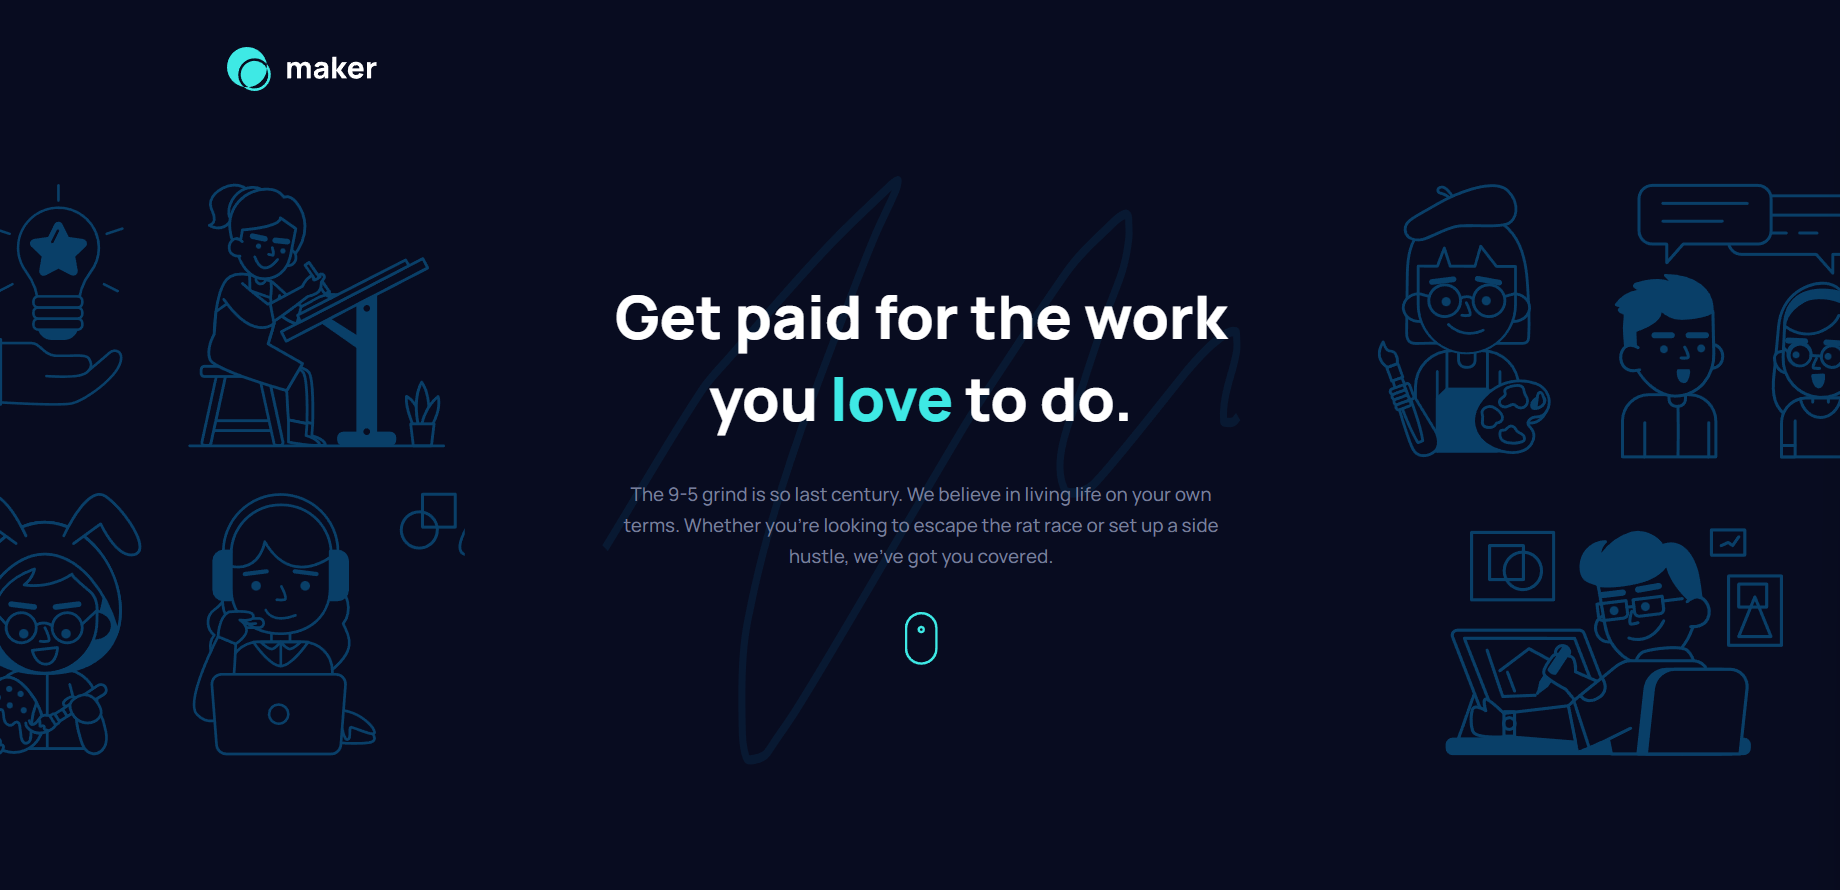 maker
Get paid for the work
you love to do.
The 9-5 grind is so last century. We believe in living life on your own
terms. Whether you’re looking to escape the rat race or set up a side
hustle, we’ve got you covered.